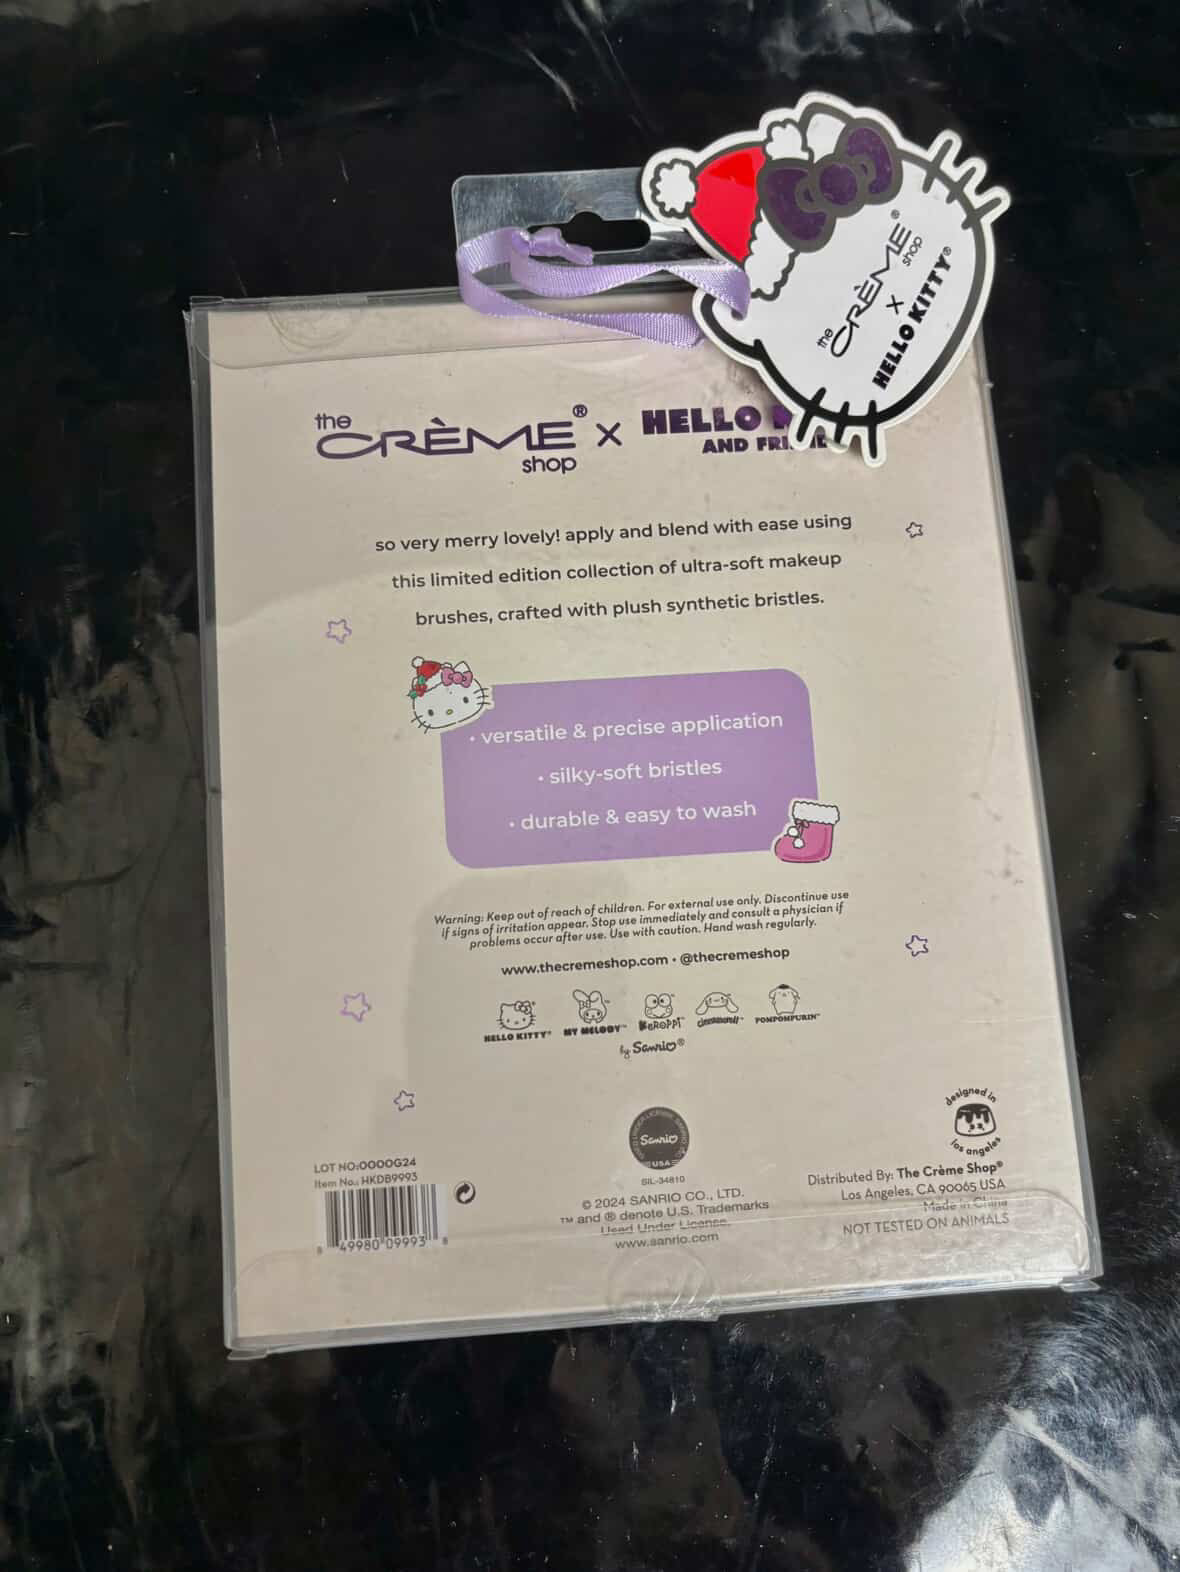 the
CRÈME®
shop
x
HELLO KITTY®
the
CRÈME®
shop
x
HELLO
AND
so very merry lovely! apply and blend with ease using
this limited edition collection of ultra-soft makeup
brushes, crafted with plush synthetic bristles.
• versatile & precise application
• silky-soft bristles
• durable & easy to wash
Warning: Keep out of reach of children. For external use only. Discontinue use
if signs of irritation appear. Stop use immediately and consult a physician if
problems occur after use. Use with caution. Hand wash regularly.
www.thecremeshop.com • @thecremeshop
HELLO KITTY® MY MELODY™ KEROPPI™ cinnamoroll™ POMPOMPURIN™
by Sanrio®
designed in
los angeles
LOT NO:0000G24
Item No.: HKDB9993
8 49980 09993 8
Sanrio
USA
SIL-34810
© 2024 SANRIO CO., LTD.
™ and ® denote U.S. Trademarks
Used Under License.
www.sanrio.com
Distributed By: The Crème Shop®
Los Angeles, CA 90065 USA
Made in China
NOT TESTED ON ANIMALS